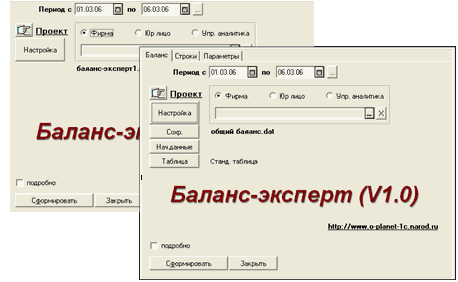 Период с 01.03.06 по 06.03.06 ...
Проект
Фирма Юр лицо Упр. аналитика
Настройка
баланс-эксперт1.
Баланс-э
подробно
Сформировать Закрыть
Баланс Строки Параметры
Период с 01.03.06 по 06.03.06 ...
Проект
Фирма Юр лицо Упр. аналитика
... X
Настройка
Сохр. общий баланс.dat
Нач.данные
Таблица Станд. таблица
Баланс-эксперт (V1.0)
http://www.o-planet-1c.narod.ru
подробно
Сформировать Закрыть